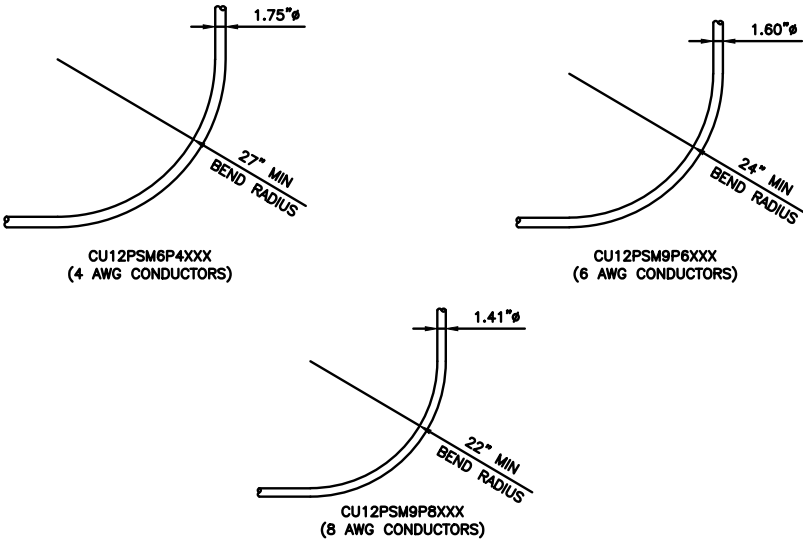 1.75"ø
27" MIN
BEND RADIUS
CU12PSM6P4XXX
(4 AWG CONDUCTORS)
1.60"ø
24" MIN
BEND RADIUS
CU12PSM9P6XXX
(6 AWG CONDUCTORS)
1.41"ø
22" MIN
BEND RADIUS
CU12PSM9P8XXX
(8 AWG CONDUCTORS)